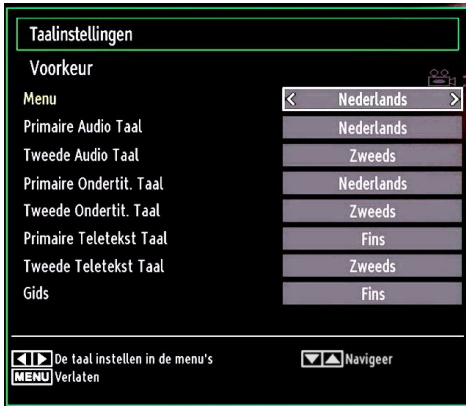 Taalinstellingen
Voorkeur
Menu Nederlands
Primaire Audio Taal Nederlands
Tweede Audio Taal Zweeds
Primaire Ondertit. Taal Nederlands
Tweede Ondertit. Taal Zweeds
Primaire Teletekst Taal Fins
Tweede Teletekst Taal Zweeds
Gids Fins
De taal instellen in de menu's Navigeer
MENU Verlaten